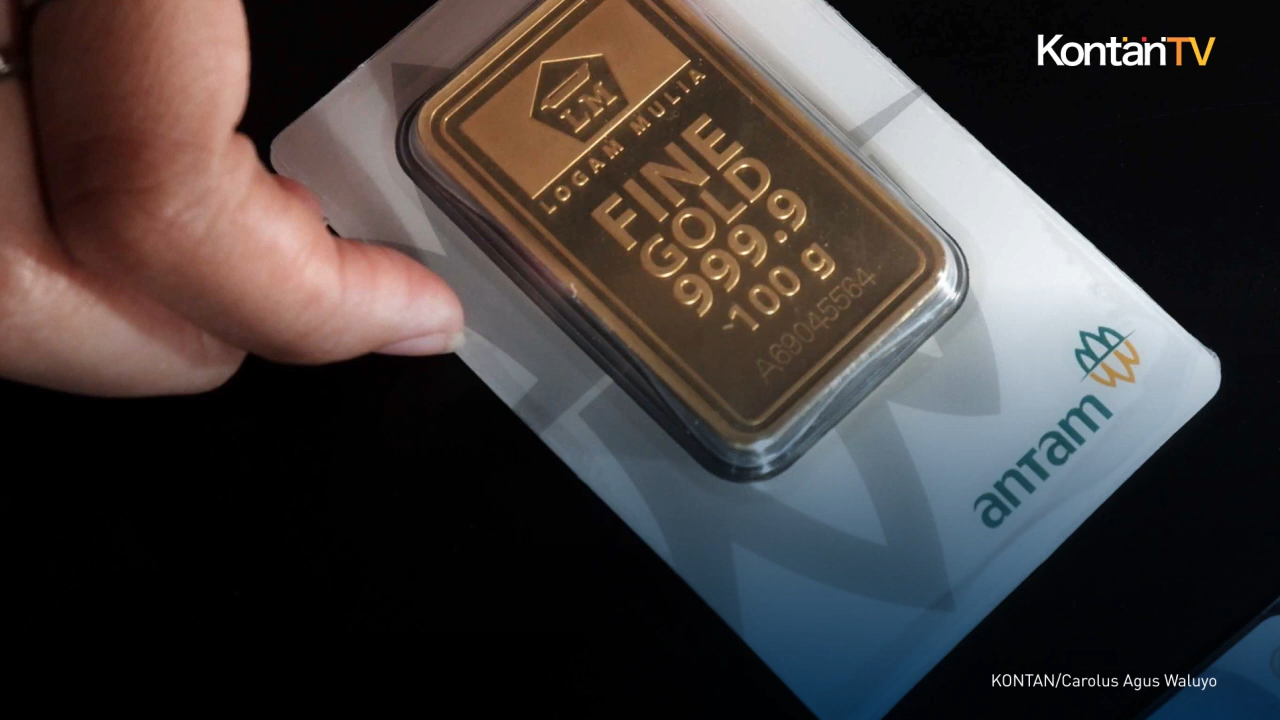 KontanTV
LM
LOGAM MULIA
FINE
GOLD
999.9
100 g
A69045564
antam
KONTAN/Carolus Agus Waluyo